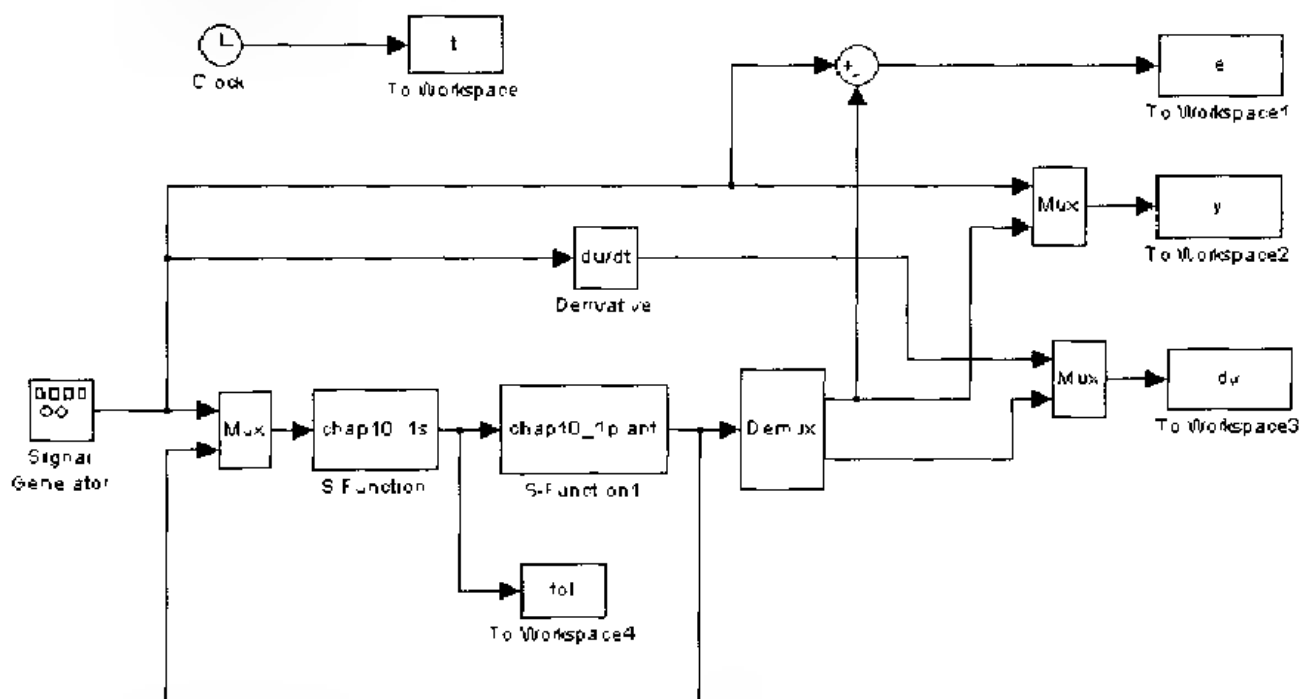 t
Clock
To Workspace
+
-
e
To Workspace1
Mux
y
To Workspace2
du/dt
Derivative
Mux
dy
To Workspace3
Signal
Generator
Mux
chap10_1s
S-Function
chap10_1plant
S-Function1
Demux
tol
To Workspace4